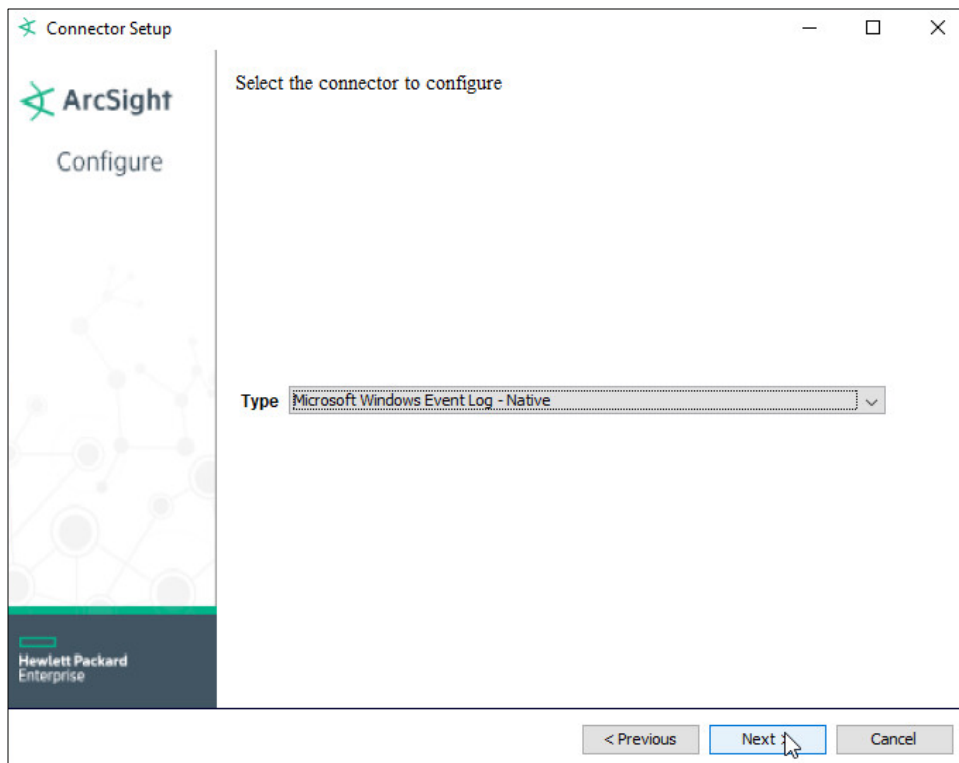 Connector Setup
ArcSight
Configure
Select the connector to configure
Type Microsoft Windows Event Log - Native
Hewlett Packard
Enterprise
< Previous Next > Cancel